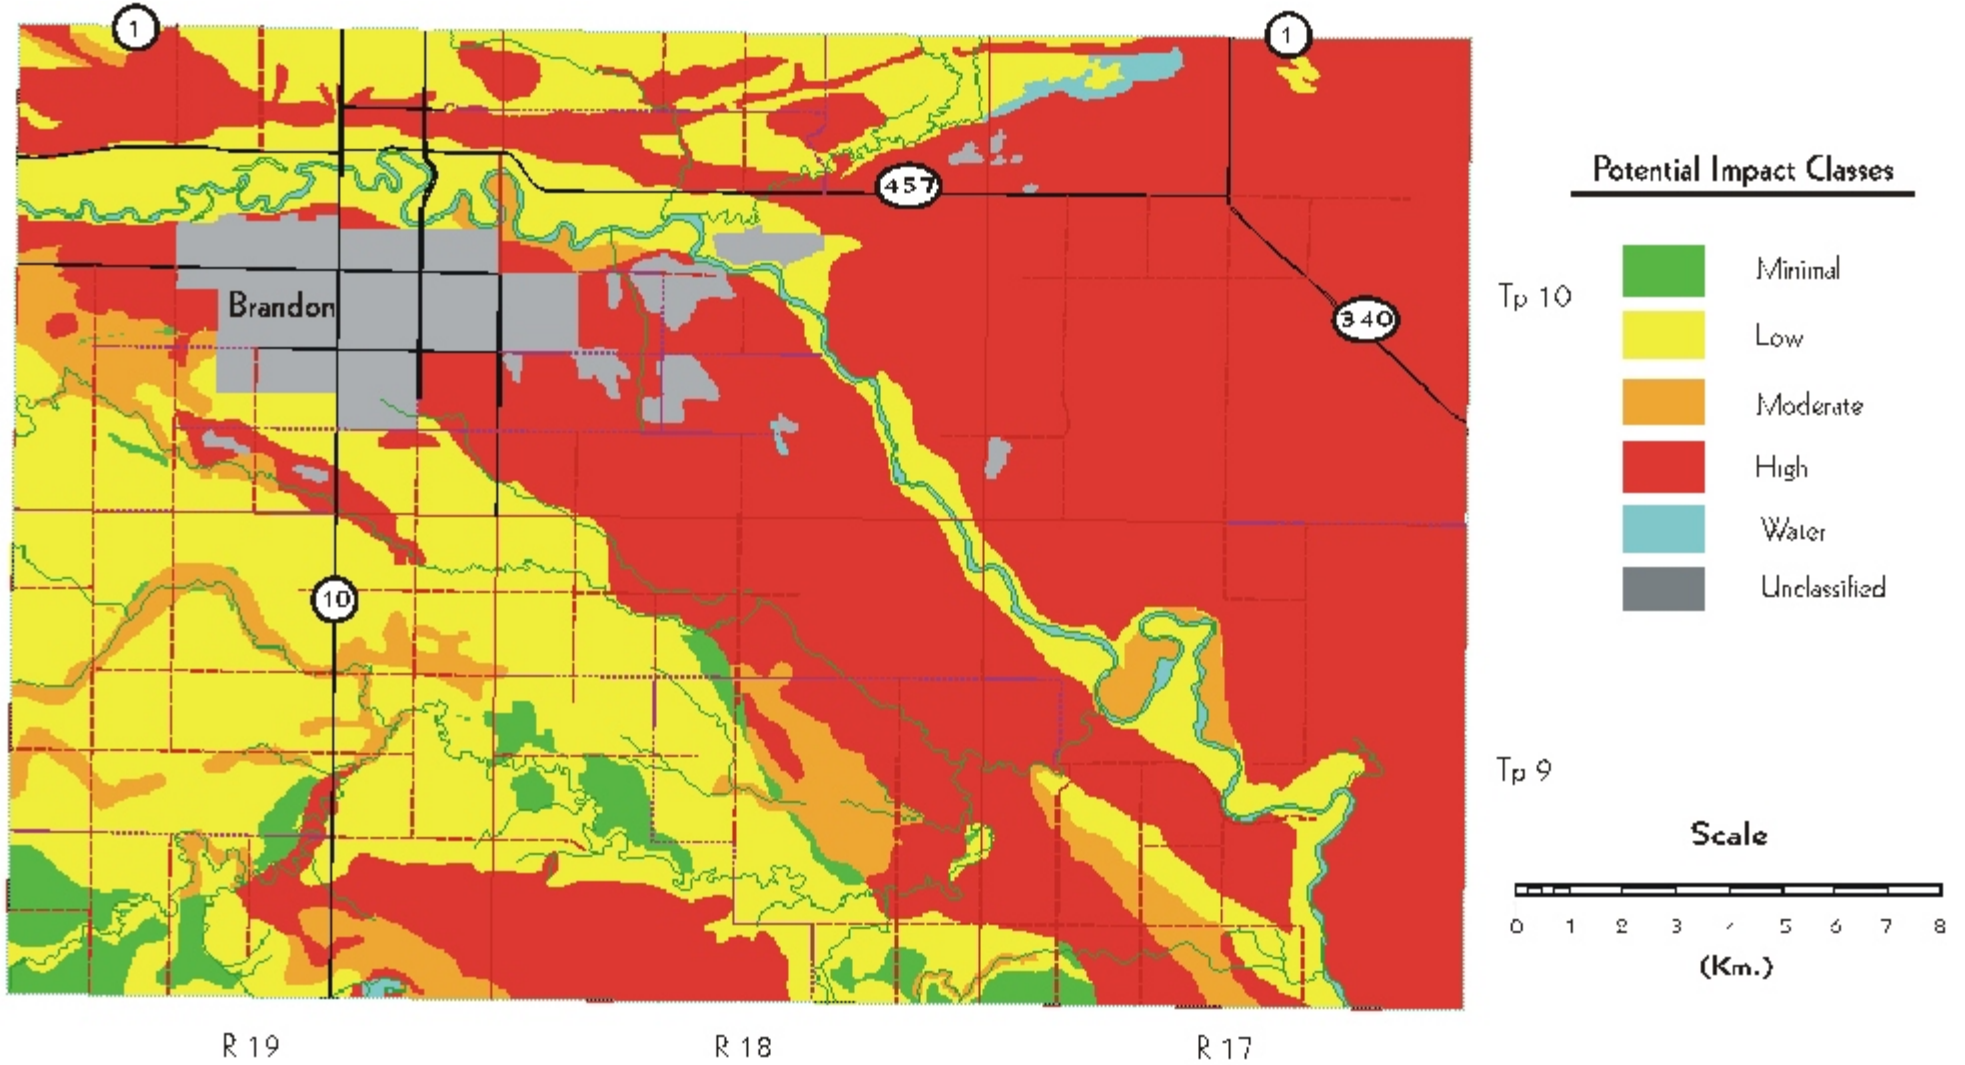 1
1
Potential Impact Classes
457
Minimal
Tp 10
Brandon
340
Low
Moderate
High
Water
Unclassified
10
Tp 9
Scale
0 1 2 3 4 5 6 7 8
(Km.)
R 19
R 18
R 17